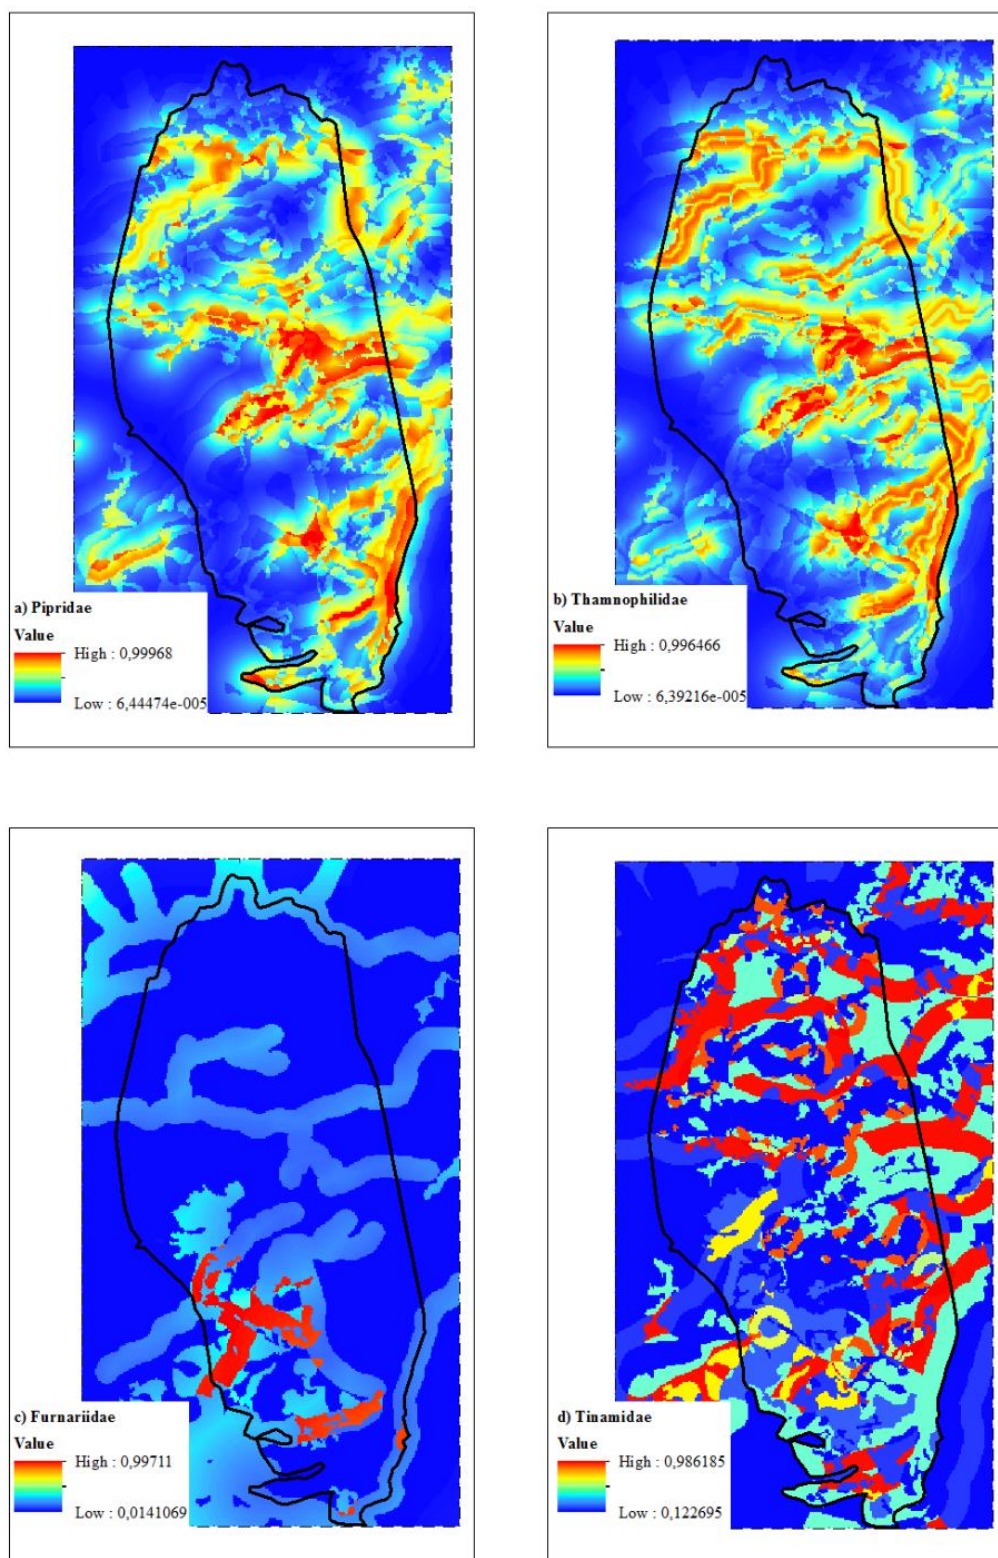 a) Pipridae
Value
High : 0,99968
Low : 6,44474e-005
b) Thamnophilidae
Value
High : 0,996466
Low : 6,39216e-005
c) Furnariidae
Value
High : 0,99711
Low : 0,0141069
d) Tinamidae
Value
High : 0,986185
Low : 0,122695